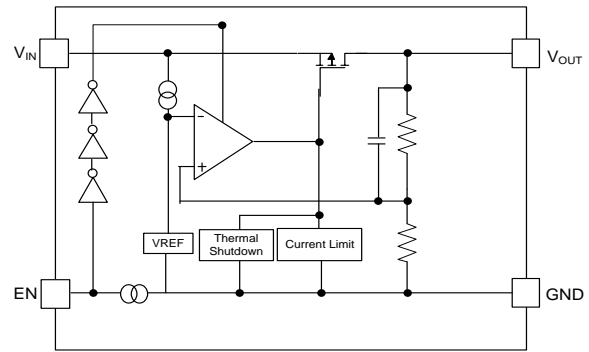 VIN
VOUT
−
+
VREF
Thermal
Shutdown
Current Limit
EN
GND